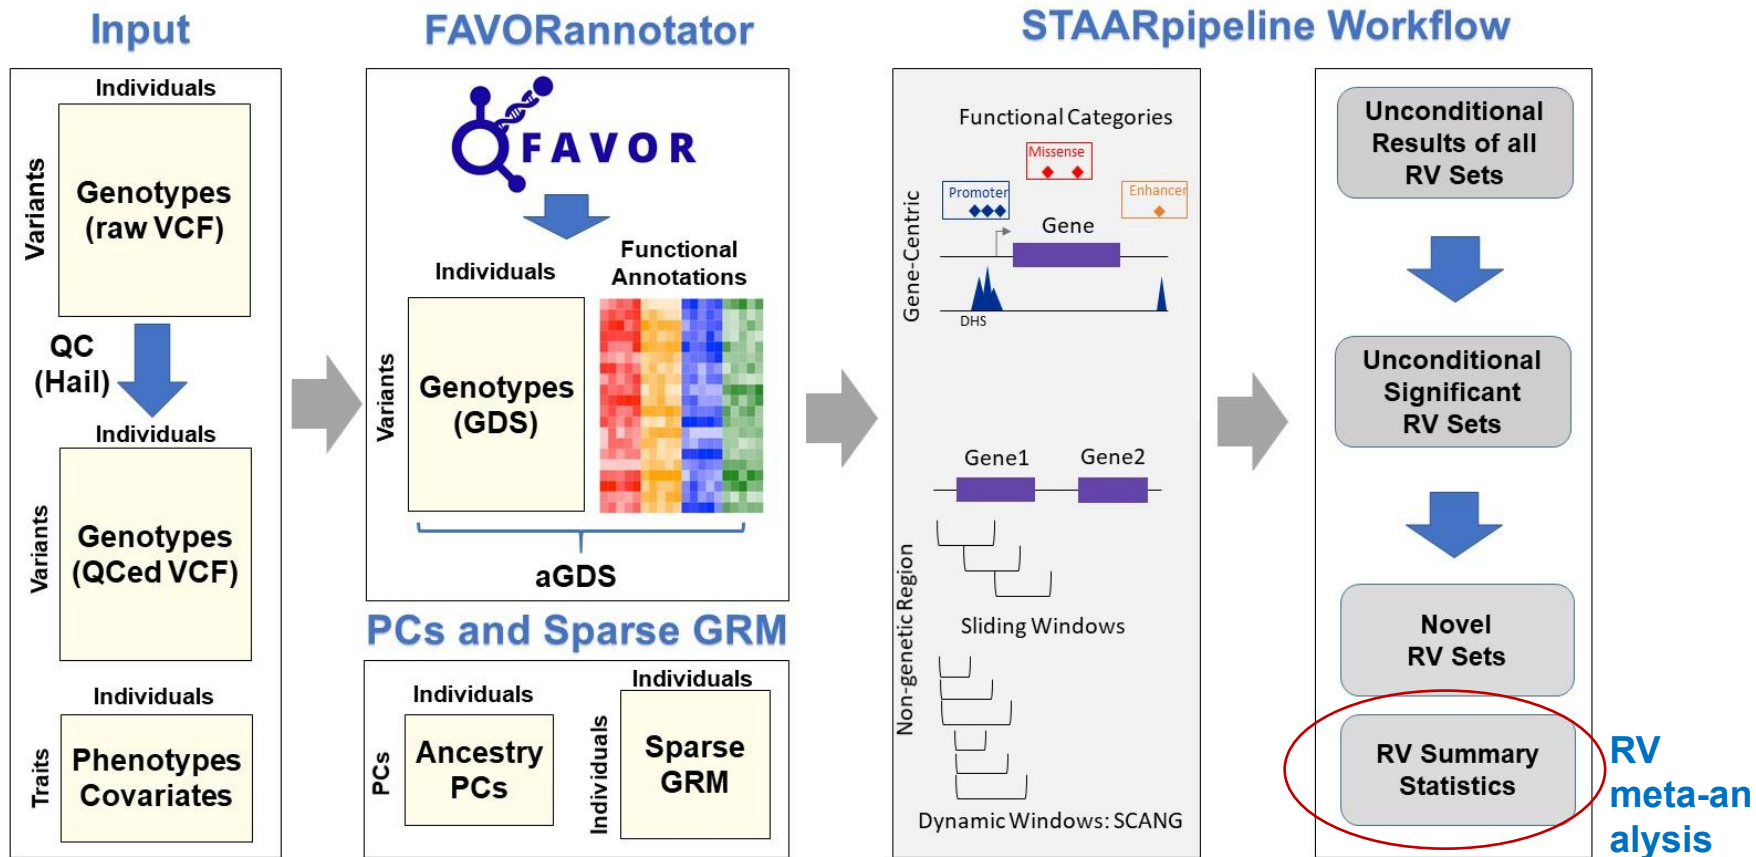 Input
FAVORannotator
STAARpipeline Workflow
Individuals
Variants
Genotypes
(raw VCF)
QC
(Hail)
Individuals
Variants
Genotypes
(QCed VCF)
Individuals
Traits
Phenotypes
Covariates
FAVOR
Individuals
Functional
Annotations
Variants
Genotypes
(GDS)
aGDS
PCs and Sparse GRM
Individuals
PCs
Ancestry
PCs
Individuals
Individuals
Sparse
GRM
Gene-Centric
Functional Categories
Missense
Promoter
Enhancer
Gene
DHS
Non-genetic Region
Gene1
Gene2
Sliding Windows
Dynamic Windows: SCANG
Unconditional
Results of all
RV Sets
Unconditional
Significant
RV Sets
Novel
RV Sets
RV Summary
Statistics
RV
meta-an
alysis